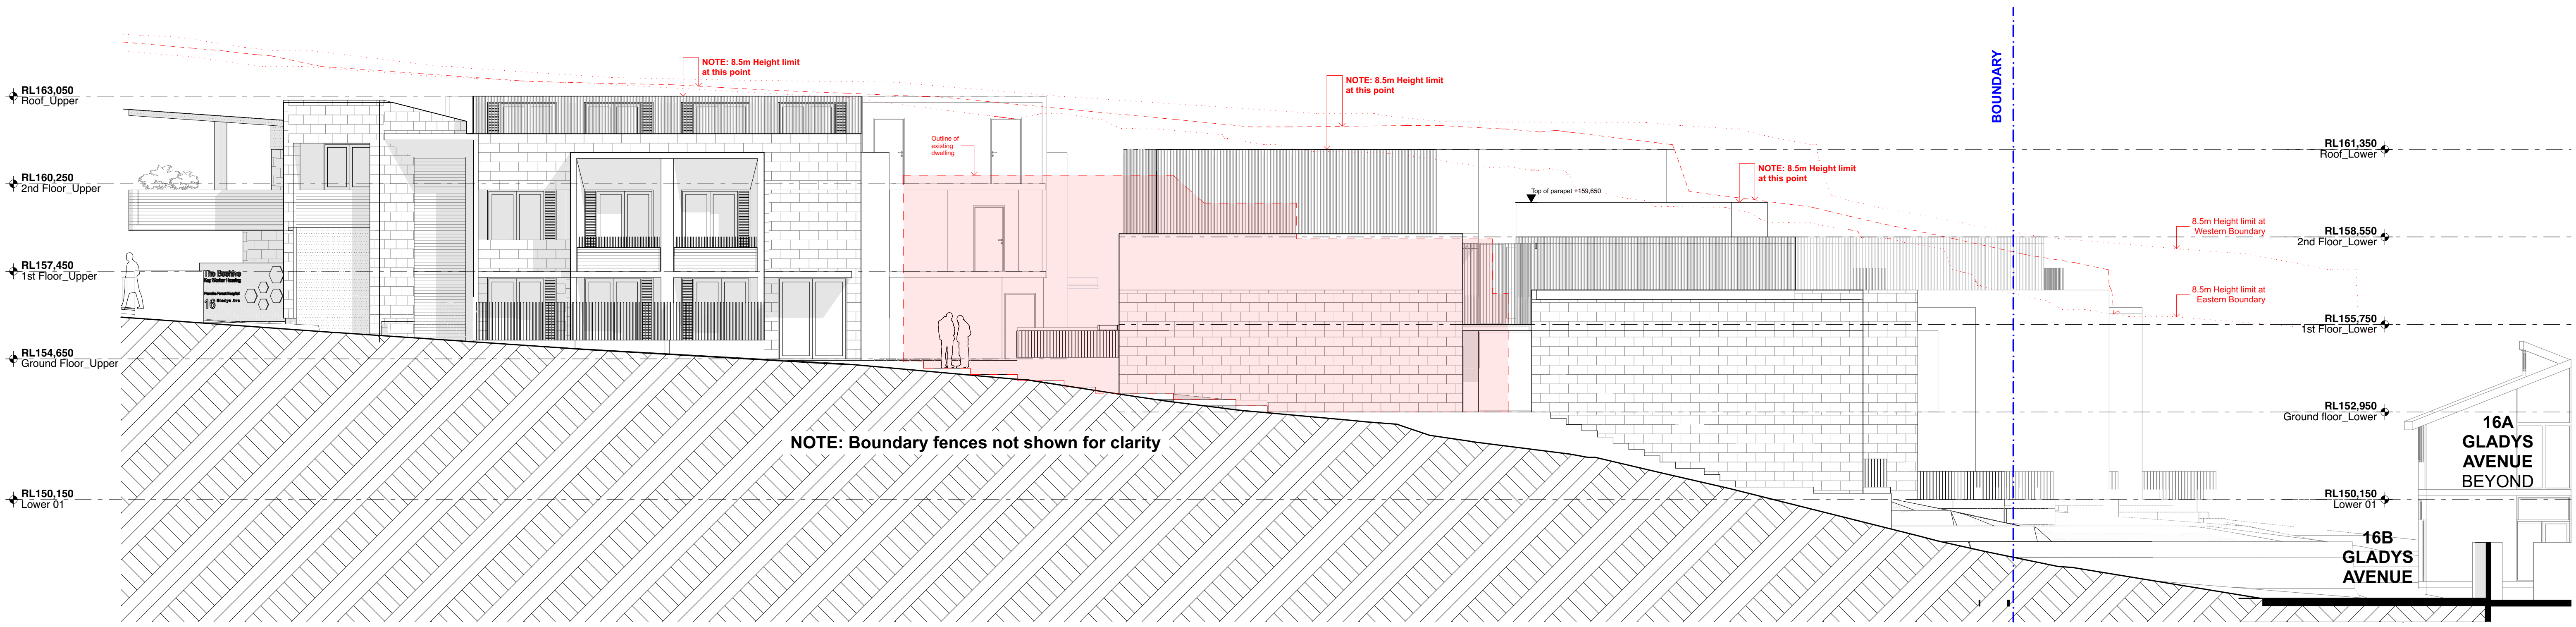 BOUNDARY
NOTE: 8.5m Height limit
at this point
NOTE: 8.5m Height limit
at this point
RL163,050
Roof_Upper
Outline of
existing
dwelling
RL161,350
Roof_Lower
NOTE: 8.5m Height limit
at this point
RL160,250
2nd Floor_Upper
Top of parapet +159,650
8.5m Height limit at
Western Boundary
RL158,550
2nd Floor_Lower
RL157,450
1st Floor_Upper
The Beehive
Key Worker Housing
16 Gladys Ave
8.5m Height limit at
Eastern Boundary
RL155,750
1st Floor_Lower
RL154,650
Ground Floor_Upper
RL152,950
Ground floor_Lower
NOTE: Boundary fences not shown for clarity
16A
GLADYS
AVENUE
BEYOND
RL150,150
Lower 01
RL150,150
Lower 01
16B
GLADYS
AVENUE